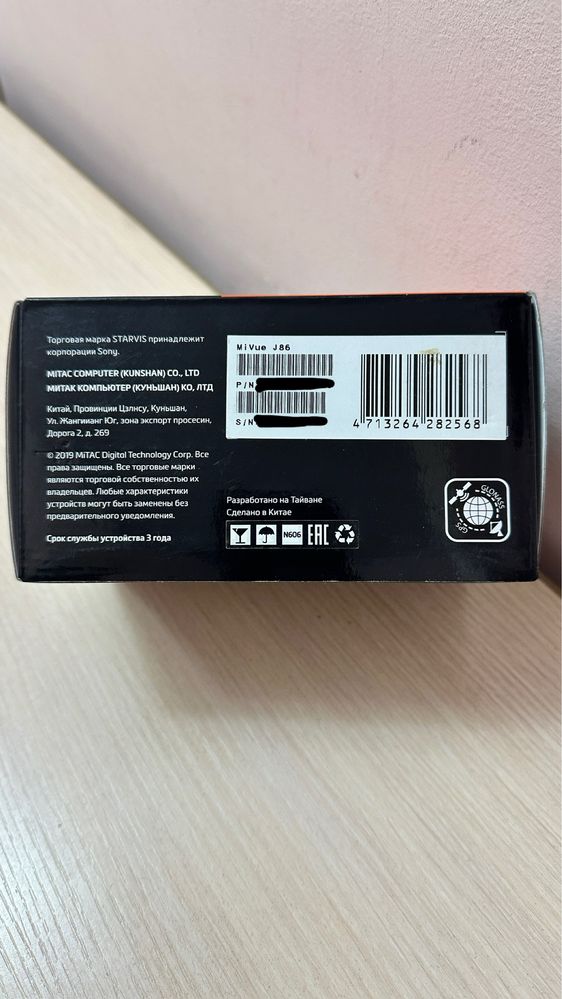 Торговая марка STARVIS принадлежит
корпорации Sony.
MiTAC COMPUTER (KUNSHAN) CO., LTD
МИТАК КОМПЬЮТЕР (КУНЬШАН) КО, ЛТД
Китай, Провинции Цзлнсу, Куньшан,
Ул. Жангиианг Юг, зона экспорт просесин,
Дорога 2, д. 269
© 2019 MiTAC Digital Technology Corp. Все
права защищены. Все торговые марки
являются торговой собственностью их
владельцев. Любые характеристики
устройств могут быть заменены без
предварительного уведомления.
Срок службы устройства 3 года
MiVue J86
P/N
S/N
4 713264 282568
Разработано на Тайване
Сделано в Китае
N606
EAC
GLONASS
GPS